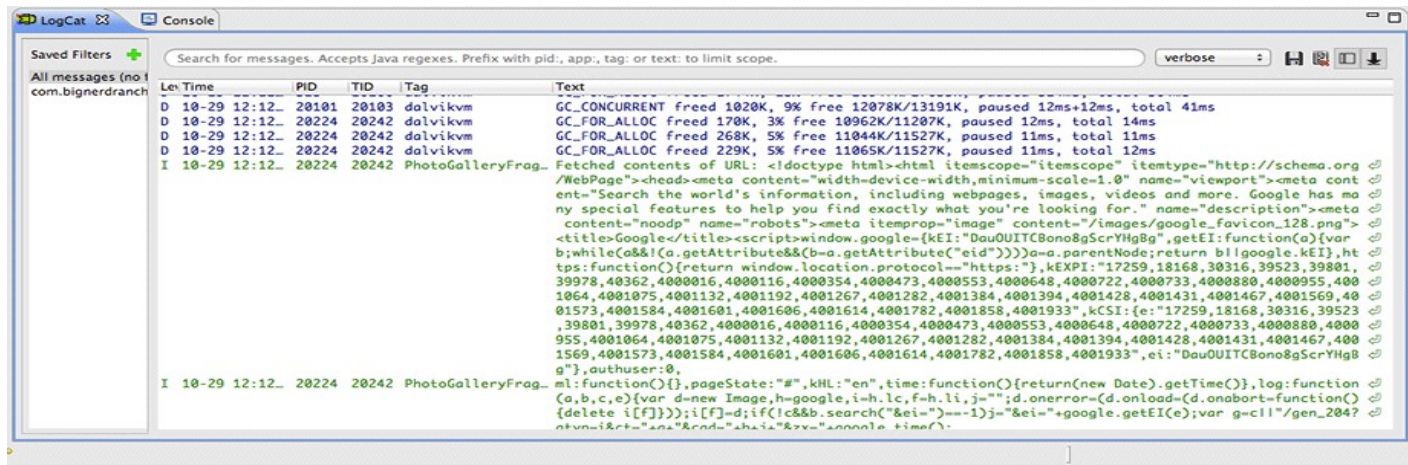 LogCat
Console
Saved Filters
Search for messages. Accepts Java regexes. Prefix with pid:, app:, tag: or text: to limit scope.
verbose
All messages (no f
com.bignerdranch
Lev Time PID TID Tag Text
D 10-29 12:12… 20101 20103 dalvikvm GC_CONCURRENT freed 1020K, 9% free 12078K/13191K, paused 12ms+12ms, total 41ms
D 10-29 12:12… 20224 20242 dalvikvm GC_FOR_ALLOC freed 170K, 3% free 10962K/11207K, paused 12ms, total 14ms
D 10-29 12:12… 20224 20242 dalvikvm GC_FOR_ALLOC freed 268K, 5% free 11044K/11527K, paused 11ms, total 11ms
D 10-29 12:12… 20224 20242 dalvikvm GC_FOR_ALLOC freed 229K, 5% free 11065K/11527K, paused 11ms, total 12ms
I 10-29 12:12… 20224 20242 PhotoGalleryFrag… Fetched contents of URL: <!doctype html><html itemscope="itemscope" itemtype="http://schema.org
/WebPage"><head><meta content="width=device-width,minimum-scale=1.0" name="viewport"><meta cont
ent="Search the world's information, including webpages, images, videos and more. Google has ma
ny special features to help you find exactly what you're looking for." name="description"><meta
content="noodp" name="robots"><meta itemprop="image" content="/images/google_favicon_128.png">
<title>Google</title><script>window.google={kEI:"DauOUITCBono8gScrYHgBg",getEI:function(a){var
b;while(a&&!(a.getAttribute&&(b=a.getAttribute("eid"))))a=a.parentNode;return b||google.kEI},ht
tps:function(){return window.location.protocol=="https:"},kEXPI:"17259,18168,30316,39523,39801,
39978,40362,4000016,4000116,4000354,4000473,4000553,4000648,4000722,4000733,4000880,4000955,400
1064,4001075,4001132,4001192,4001267,4001282,4001384,4001394,4001428,4001431,4001467,4001569,40
01573,4001584,4001601,4001606,4001614,4001782,4001858,4001933",kCSI:{e:"17259,18168,30316,39523
,39801,39978,40362,4000016,4000116,4000354,4000473,4000553,4000648,4000722,4000733,4000880,4000
955,4001064,4001075,4001132,4001192,4001267,4001282,4001384,4001394,4001428,4001431,4001467,400
1569,4001573,4001584,4001601,4001606,4001614,4001782,4001858,4001933",ei:"DauOUITCBono8gScrYHgB
g"},authuser:0,
I 10-29 12:12… 20224 20242 PhotoGalleryFrag… ml:function(){},pageState:"#",kHL:"en",time:function(){return(new Date).getTime()},log:function
(a,b,c,e){var d=new Image,h=google,i=h.lc,f=h.li,j="";d.onerror=(d.onload=(d.onabort=function()
{delete i[f]}));i[f]=d;if(!c&&b.search("&ei=")==-1)j="&ei="+google.getEI(e);var g=c||"/gen_204?